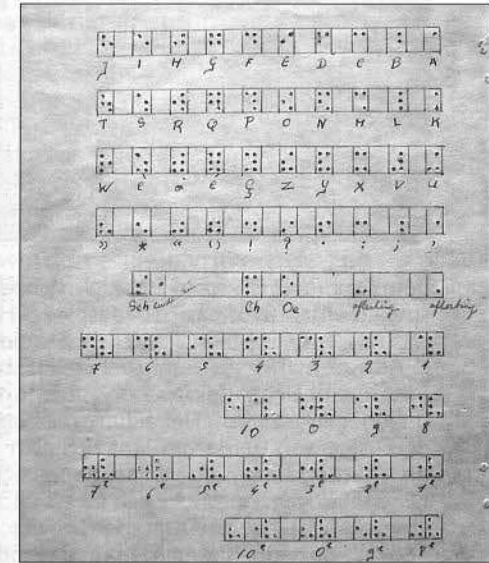 J I H G F E D C B A
T S R Q P O N M L K
W è à é Ç Z Y X V U
» * « () ! ? . : ; ,
Sch Ch Oe
7 6 5 4 3 2 1
10 0 9 8
7e 6e 5e 4e 3e 2e 1e
10e 0e 9e 8e